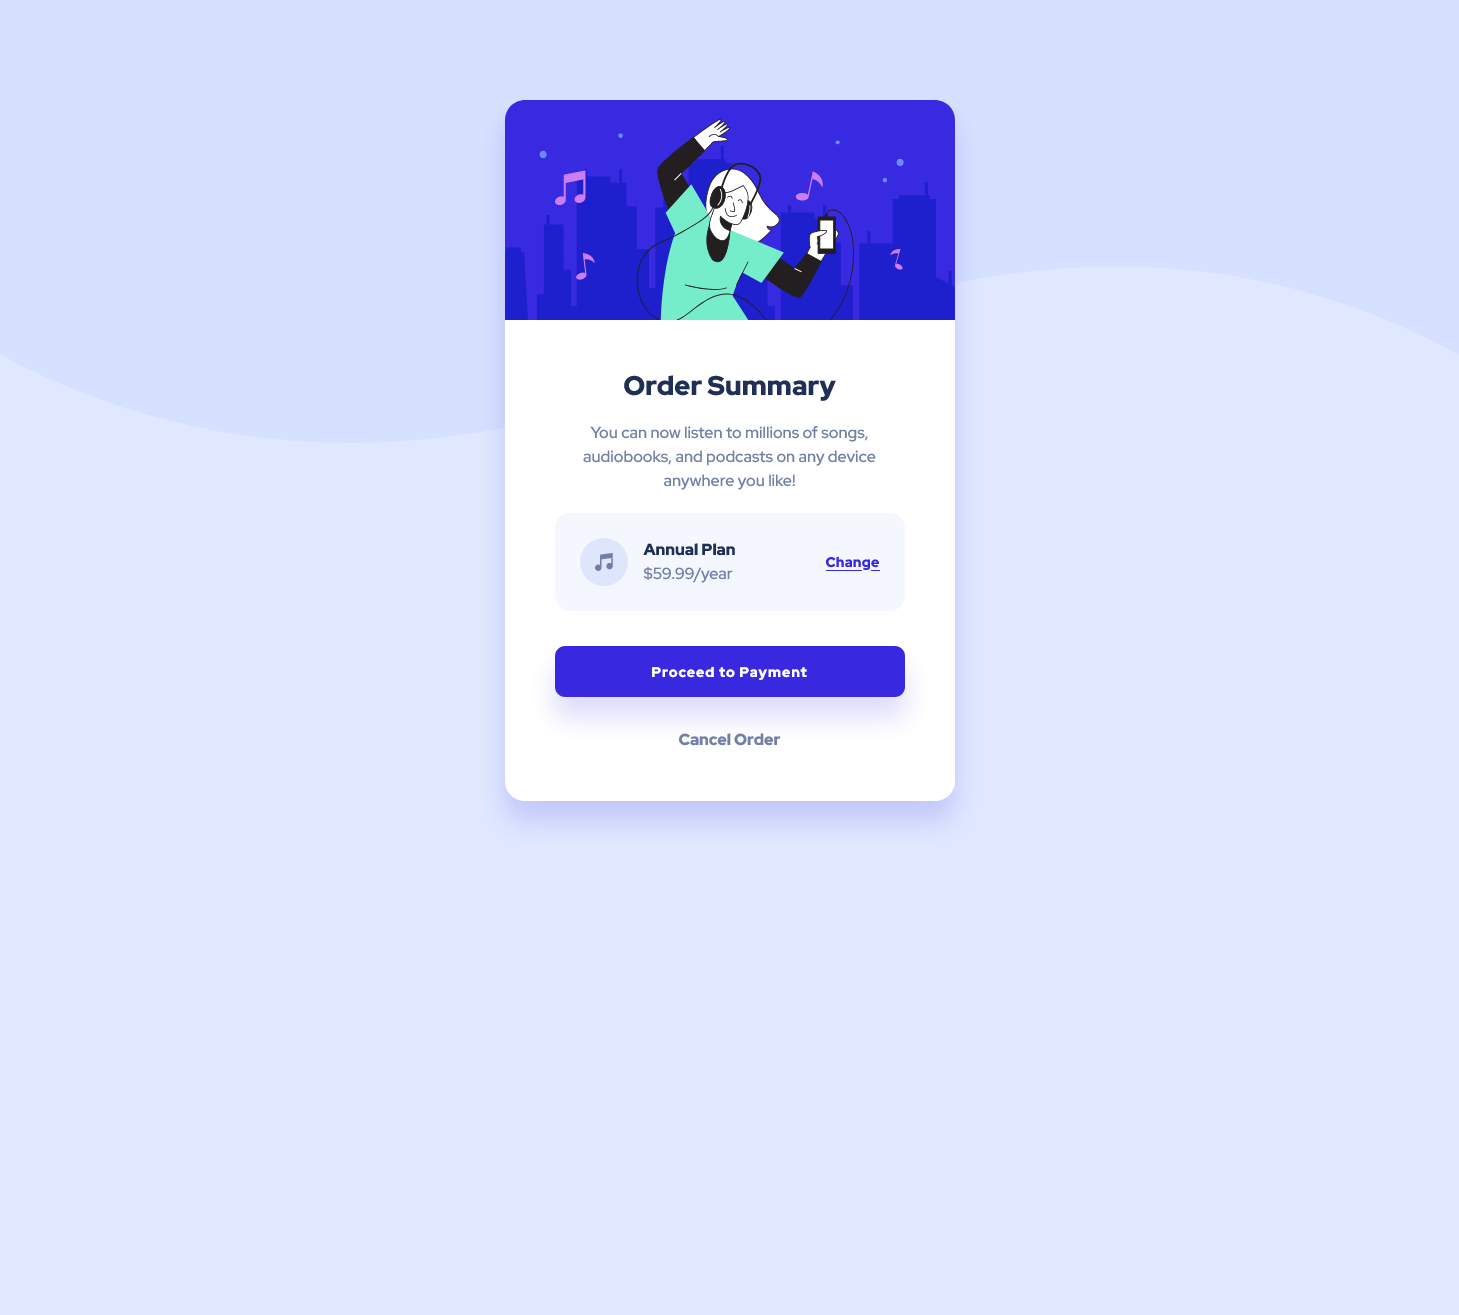 Order Summary
You can now listen to millions of songs,
audiobooks, and podcasts on any device
anywhere you like!
Annual Plan
$59.99/year
Change
Proceed to Payment
Cancel Order